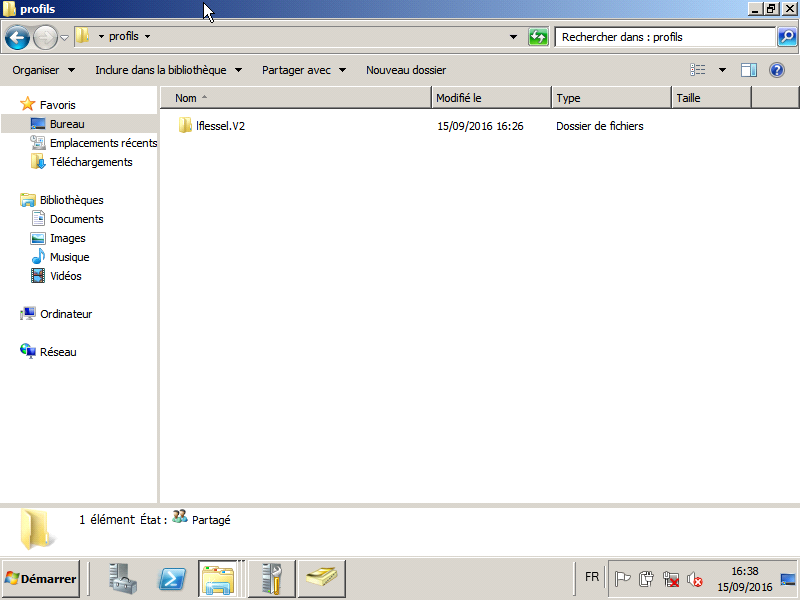 profils
profils
Rechercher dans : profils
Organiser Inclure dans la bibliothèque Partager avec Nouveau dossier
Nom Modifié le Type Taille
Favoris
Bureau
Emplacements récents
Téléchargements
Bibliothèques
Documents
Images
Musique
Vidéos
Ordinateur
Réseau
lflessel.V2 15/09/2016 16:26 Dossier de fichiers
1 élément État : Partagé
Démarrer
FR
16:38
15/09/2016